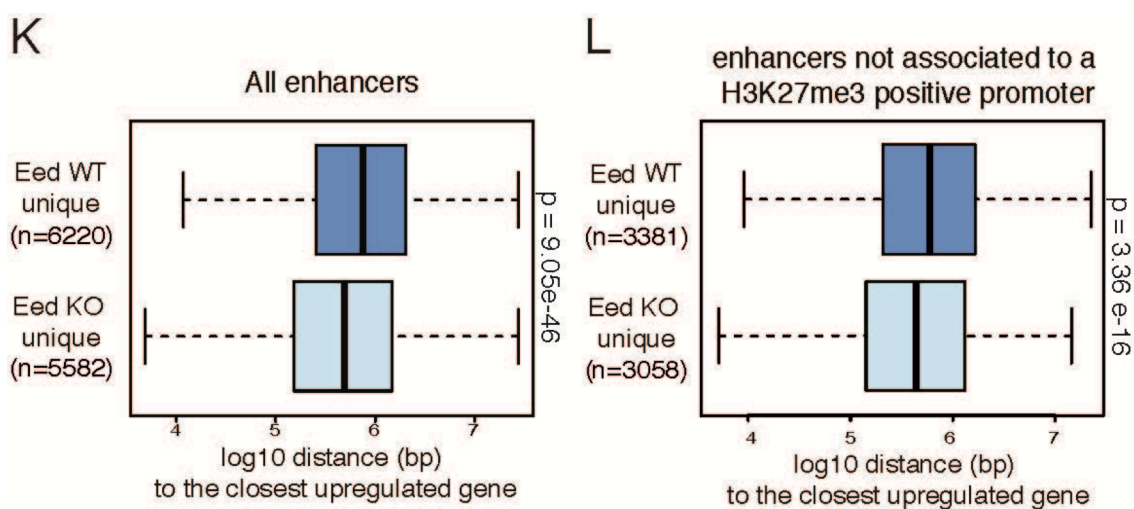 K
All enhancers
Eed WT
unique
(n=6220)
Eed KO
unique
(n=5582)
p = 9.05e-46
4 5 6 7
log10 distance (bp)
to the closest upregulated gene
L
enhancers not associated to a
H3K27me3 positive promoter
Eed WT
unique
(n=3381)
Eed KO
unique
(n=3058)
p = 3.36 e-16
4 5 6 7
log10 distance (bp)
to the closest upregulated gene